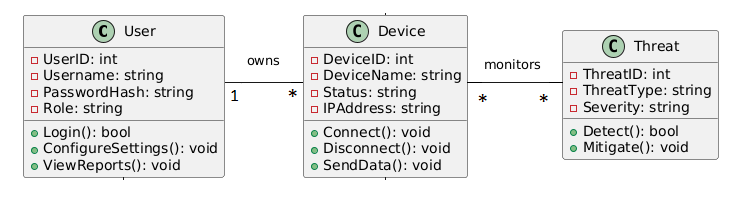 C User
UserID: int
Username: string
PasswordHash: string
Role: string
Login(): bool
ConfigureSettings(): void
ViewReports(): void
owns
1 *
C Device
DeviceID: int
DeviceName: string
Status: string
IPAddress: string
Connect(): void
Disconnect(): void
SendData(): void
monitors
* *
C Threat
ThreatID: int
ThreatType: string
Severity: string
Detect(): bool
Mitigate(): void